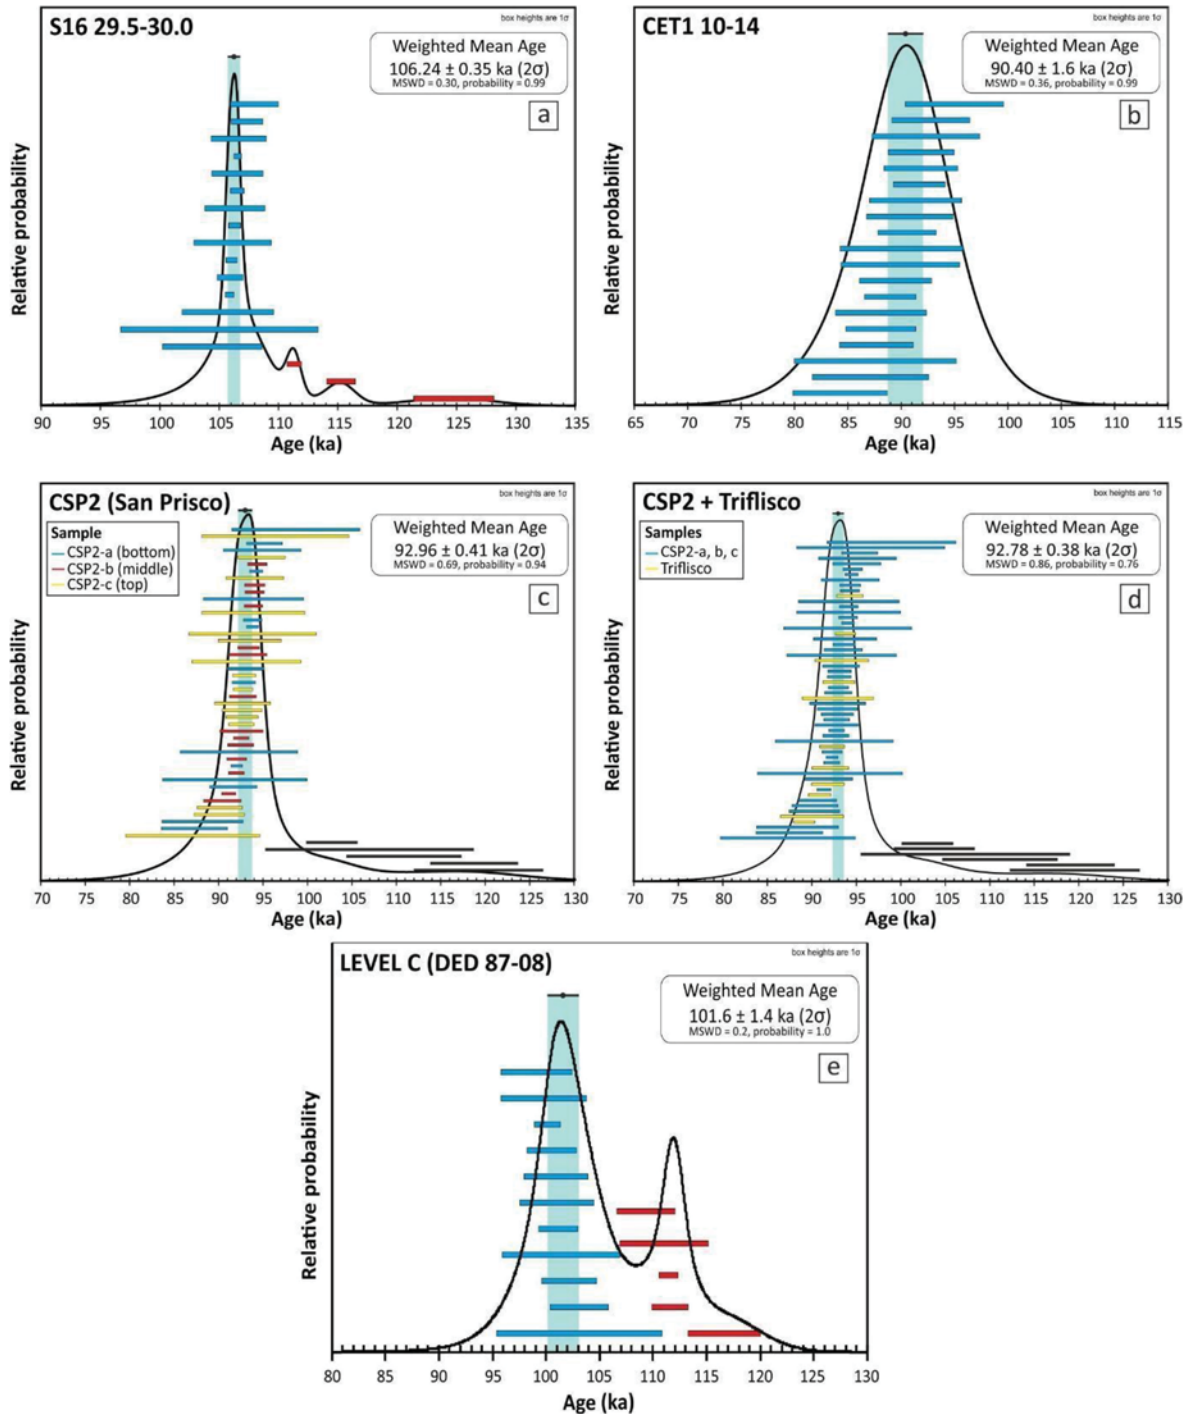 S16 29.5-30.0
box heights are 1σ
Weighted Mean Age
106.24 ± 0.35 ka (2σ)
MSWD = 0.30, probability = 0.99
a
Relative probability
90 95 100 105 110 115 120 125 130 135
Age (ka)
CET1 10-14
box heights are 1σ
Weighted Mean Age
90.40 ± 1.6 ka (2σ)
MSWD = 0.36, probability = 0.99
b
Relative probability
65 70 75 80 85 90 95 100 105 110 115
Age (ka)
CSP2 (San Prisco)
box heights are 1σ
Sample
CSP2-a (bottom)
CSP2-b (middle)
CSP2-c (top)
Weighted Mean Age
92.96 ± 0.41 ka (2σ)
MSWD = 0.69, probability = 0.94
c
Relative probability
70 75 80 85 90 95 100 105 110 115 120 125 130
Age (ka)
CSP2 + Triflisco
box heights are 1σ
Samples
CSP2-a, b, c
Triflisco
Weighted Mean Age
92.78 ± 0.38 ka (2σ)
MSWD = 0.86, probability = 0.76
d
Relative probability
70 75 80 85 90 95 100 105 110 115 120 125 130
Age (ka)
LEVEL C (DED 87-08)
box heights are 1σ
Weighted Mean Age
101.6 ± 1.4 ka (2σ)
MSWD = 0.2, probability = 1.0
e
Relative probability
80 85 90 95 100 105 110 115 120 125 130
Age (ka)